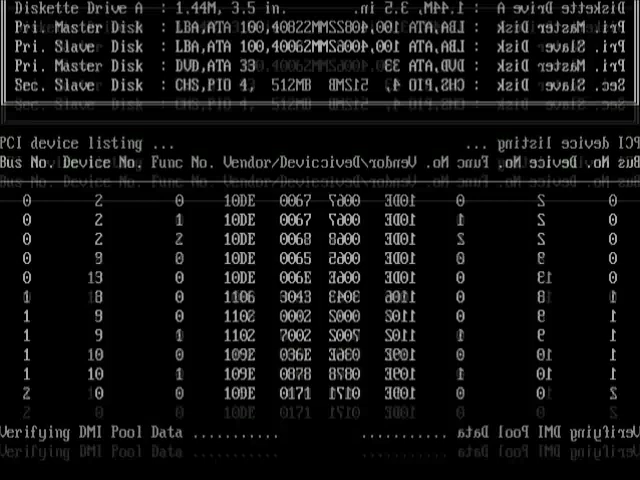 Diskette Drive A : 1.44M, 3.5 in.
Pri. Master Disk : LBA,ATA 100,40822M
Pri. Slave Disk : LBA,ATA 100,40062M
Pri. Master Disk : DVD,ATA 33
Sec. Slave Disk : CHS,PIO 4, 512MB
PCI device listing ...
Bus No. Device No. Func No. Vendor/Device
0 2 0 10DE 0067
0 2 1 10DE 0067
0 2 2 10DE 0068
0 9 0 10DE 0065
0 13 0 10DE 006E
1 8 0 1106 3043
1 9 0 1102 0002
1 9 1 1102 7002
1 10 0 109E 036E
1 10 1 109E 0878
2 0 0 10DE 0171
Verifying DMI Pool Data ...........